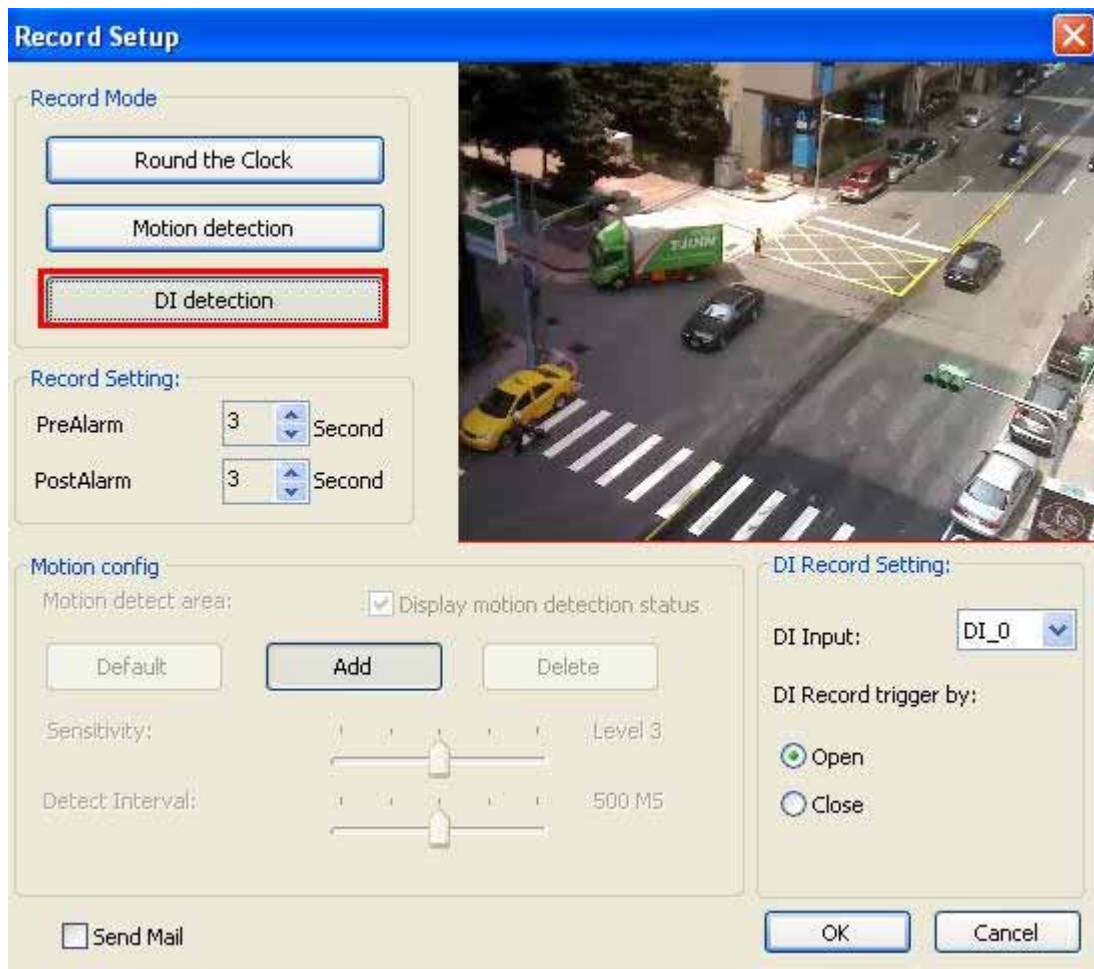 Record Setup
Record Mode
Round the Clock
Motion detection
DI detection
Record Setting:
PreAlarm 3 Second
PostAlarm 3 Second
Motion config
Motion detect area: Display motion detection status
Default Add Delete
Sensitivity: Level 3
Detect Interval: 500 MS
DI Record Setting:
DI Input: DI_0
DI Record trigger by:
Open
Close
Send Mail
OK Cancel